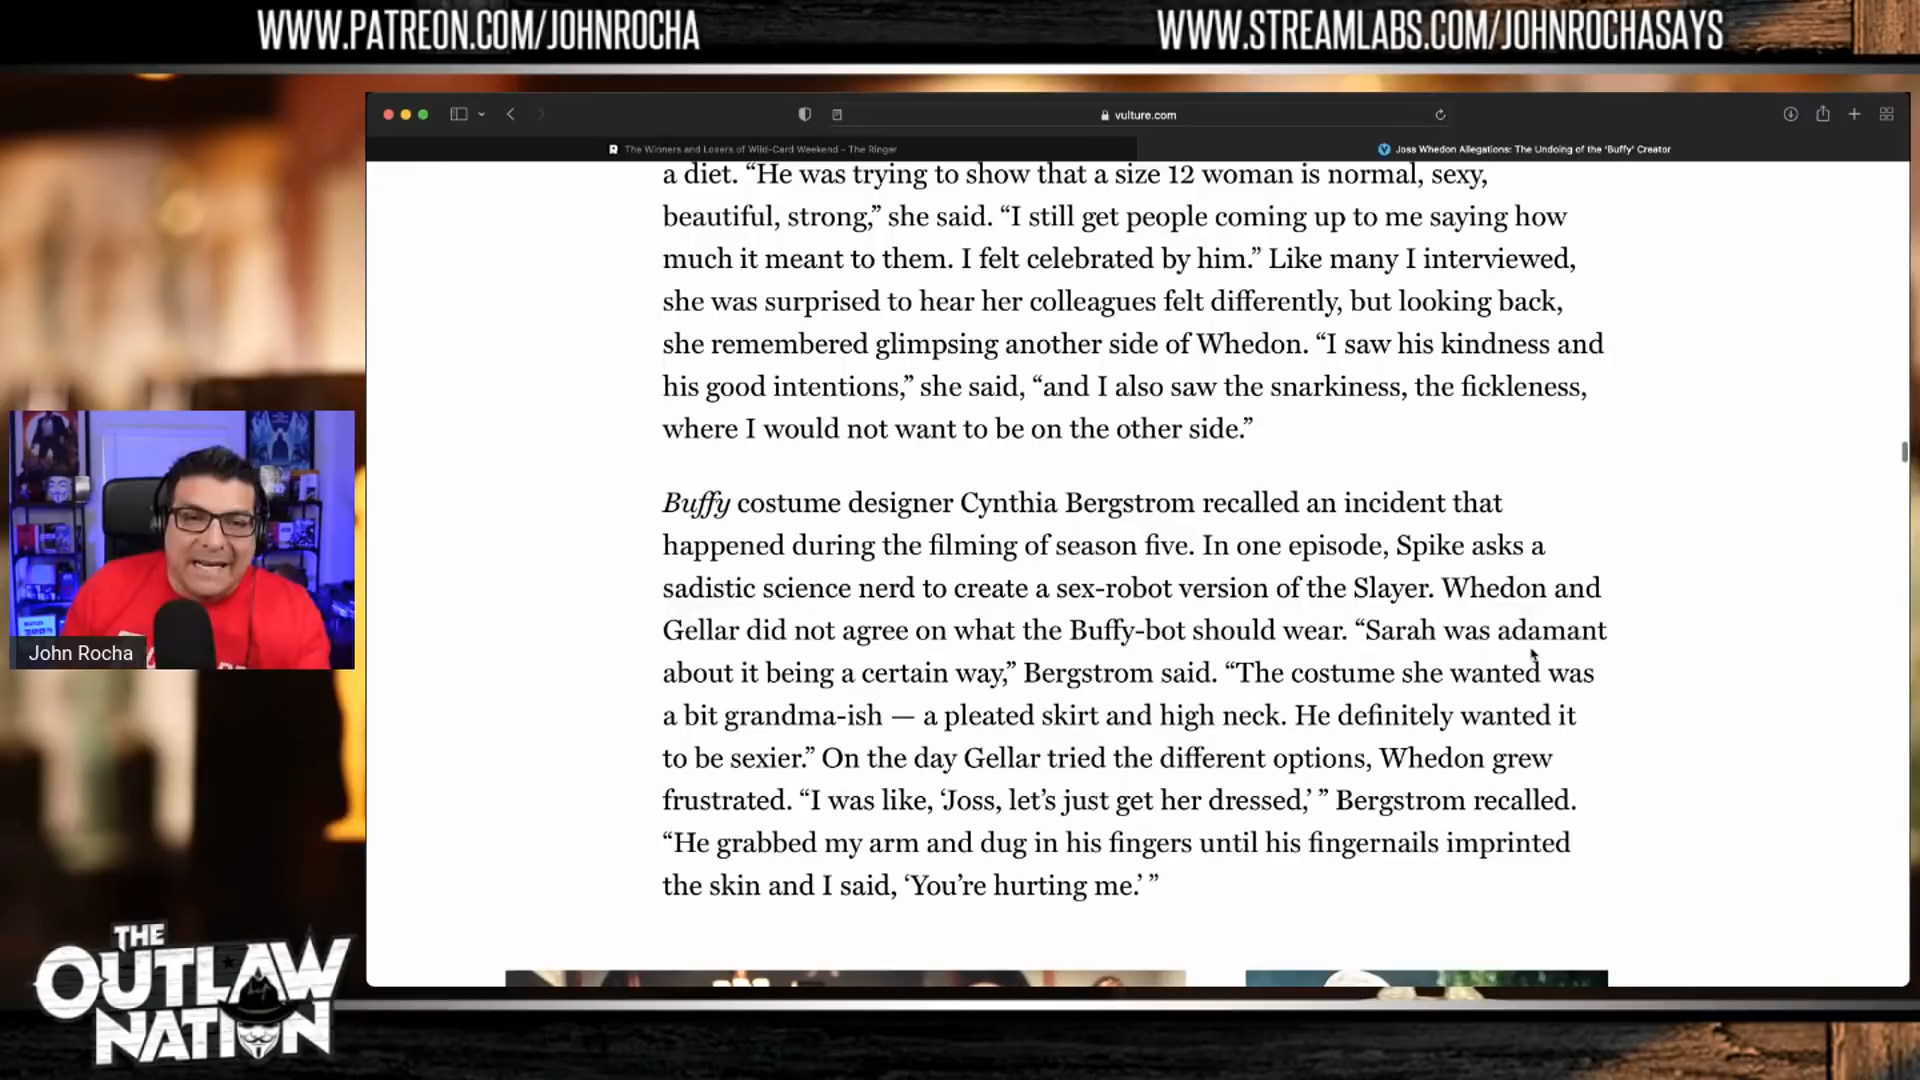 WWW.PATREON.COM/JOHNROCHA
WWW.STREAMLABS.COM/JOHNROCHASAYS
vulture.com
The Winners and Losers of Wild-Card Weekend - The Ringer
Joss Whedon Allegations: The Undoing of the ‘Buffy’ Creator
a diet. “He was trying to show that a size 12 woman is normal, sexy,
beautiful, strong,” she said. “I still get people coming up to me saying how
much it meant to them. I felt celebrated by him.” Like many I interviewed,
she was surprised to hear her colleagues felt differently, but looking back,
she remembered glimpsing another side of Whedon. “I saw his kindness and
his good intentions,” she said, “and I also saw the snarkiness, the fickleness,
where I would not want to be on the other side.”
Buffy costume designer Cynthia Bergstrom recalled an incident that
happened during the filming of season five. In one episode, Spike asks a
sadistic science nerd to create a sex-robot version of the Slayer. Whedon and
Gellar did not agree on what the Buffy-bot should wear. “Sarah was adamant
about it being a certain way,” Bergstrom said. “The costume she wanted was
a bit grandma-ish — a pleated skirt and high neck. He definitely wanted it
to be sexier.” On the day Gellar tried the different options, Whedon grew
frustrated. “I was like, ‘Joss, let’s just get her dressed,’ ” Bergstrom recalled.
“He grabbed my arm and dug in his fingers until his fingernails imprinted
the skin and I said, ‘You’re hurting me.’ ”
John Rocha
THE
OUTLAW
NATION